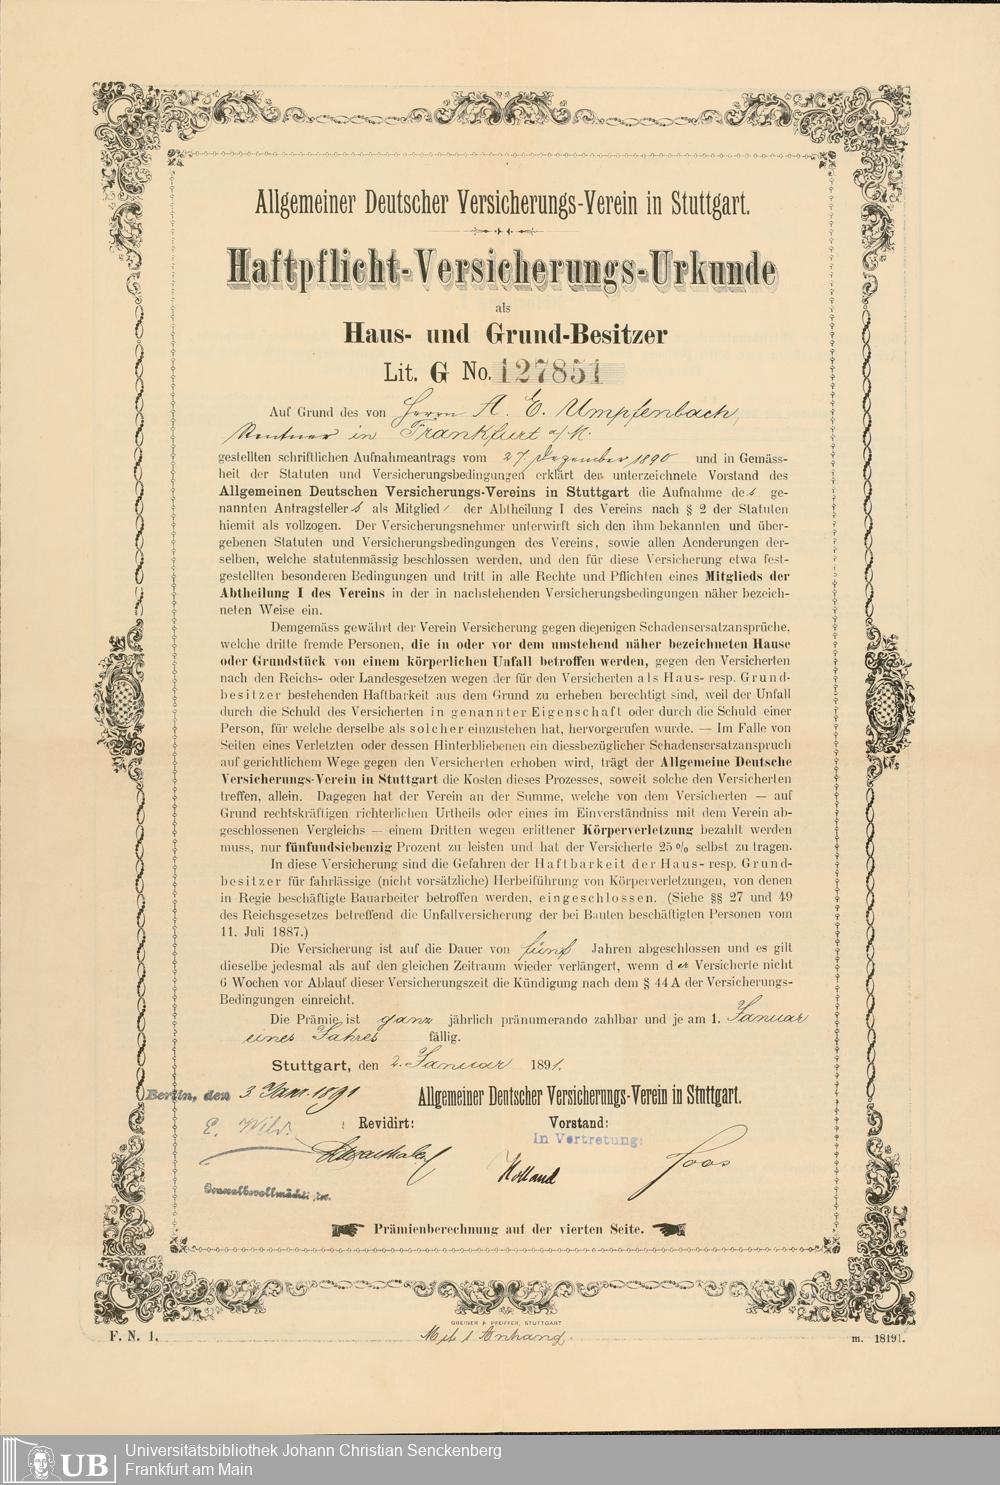 Allgemeiner Deutscher Versicherungs-Verein in Stuttgart.
Haftpflicht-Versicherungs-Urkunde
als
Haus- und Grund-Besitzer
Lit. G No. 127851
Auf Grund des von Herrn A. E. Umpfenbach,
Rentner in Frankfurt a/M.
gestellten schriftlichen Aufnahmeantrags vom 27. Dezember 1890 und in Gemäss-
heit der Statuten und Versicherungsbedingungen erklärt der unterzeichnete Vorstand des
Allgemeinen Deutschen Versicherungs-Vereins in Stuttgart die Aufnahme des ge-
nannten Antragstellers als Mitglied der Abtheilung I des Vereins nach § 2 der Statuten
hiemit als vollzogen. Der Versicherungsnehmer unterwirft sich den ihm bekannten und über-
gebenen Statuten und Versicherungsbedingungen des Vereins, sowie allen Aenderungen der-
selben, welche statutenmässig beschlossen werden, und den für diese Versicherung etwa fest-
gestellten besonderen Bedingungen und tritt in alle Rechte und Pflichten eines Mitglieds der
Abtheilung I des Vereins in der in nachstehenden Versicherungsbedingungen näher bezeich-
neten Weise ein.
Demgemäss gewährt der Verein Versicherung gegen diejenigen Schadensersatzansprüche,
welche dritte fremde Personen, die in oder vor dem umstehend näher bezeichneten Hause
oder Grundstück von einem körperlichen Unfall betroffen werden, gegen den Versicherten
nach den Reichs- oder Landesgesetzen wegen der für den Versicherten als Haus- resp. Grund-
besitzer bestehenden Haftbarkeit aus dem Grund zu erheben berechtigt sind, weil der Unfall
durch die Schuld des Versicherten in genannter Eigenschaft oder durch die Schuld einer
Person, für welche derselbe als solcher einzustehen hat, hervorgerufen wurde. — Im Falle von
Seiten eines Verletzten oder dessen Hinterbliebenen ein diessbezüglicher Schadensersatzanspruch
auf gerichtlichem Wege gegen den Versicherten erhoben wird, trägt der Allgemeine Deutsche
Versicherungs-Verein in Stuttgart die Kosten dieses Prozesses, soweit solche den Versicherten
treffen, allein. Dagegen hat der Verein an der Summe, welche von dem Versicherten — auf
Grund rechtskräftigen richterlichen Urtheils oder eines im Einverständniss mit dem Verein ab-
geschlossenen Vergleichs — einem Dritten wegen erlittener Körperverletzung bezahlt werden
muss, nur fünfundsiebenzig Prozent zu leisten und hat der Versicherte 25 % selbst zu tragen.
In diese Versicherung sind die Gefahren der Haftbarkeit der Haus- resp. Grund-
besitzer für fahrlässige (nicht vorsätzliche) Herbeiführung von Körperverletzungen, von denen
in Regie beschäftigte Bauarbeiter betroffen werden, eingeschlossen. (Siehe §§ 27 und 49
des Reichsgesetzes betreffend die Unfallversicherung der bei Bauten beschäftigten Personen vom
11. Juli 1887.)
Die Versicherung ist auf die Dauer von fünf Jahren abgeschlossen und es gilt
dieselbe jedesmal als auf den gleichen Zeitraum wieder verlängert, wenn der Versicherte nicht
6 Wochen vor Ablauf dieser Versicherungszeit die Kündigung nach dem § 44 A der Versicherungs-
Bedingungen einreicht.
Die Prämie ist ganz jährlich pränumerando zahlbar und je am 1. Januar
eines Jahres fällig.
Stuttgart, den 2. Januar 1891.
Berlin, den 3. Janr. 1891 Allgemeiner Deutscher Versicherungs-Verein in Stuttgart.
E. Wild. Revidirt: Vorstand:
In Vertretung:
Holland
Generalbevollmächtigter.
Prämienberechnung auf der vierten Seite.
GREINER & PFEIFFER, STUTTGART
F. N. 1. Mit 1 Anhang. m. 18191.
UB Universitätsbibliothek Johann Christian Senckenberg
Frankfurt am Main